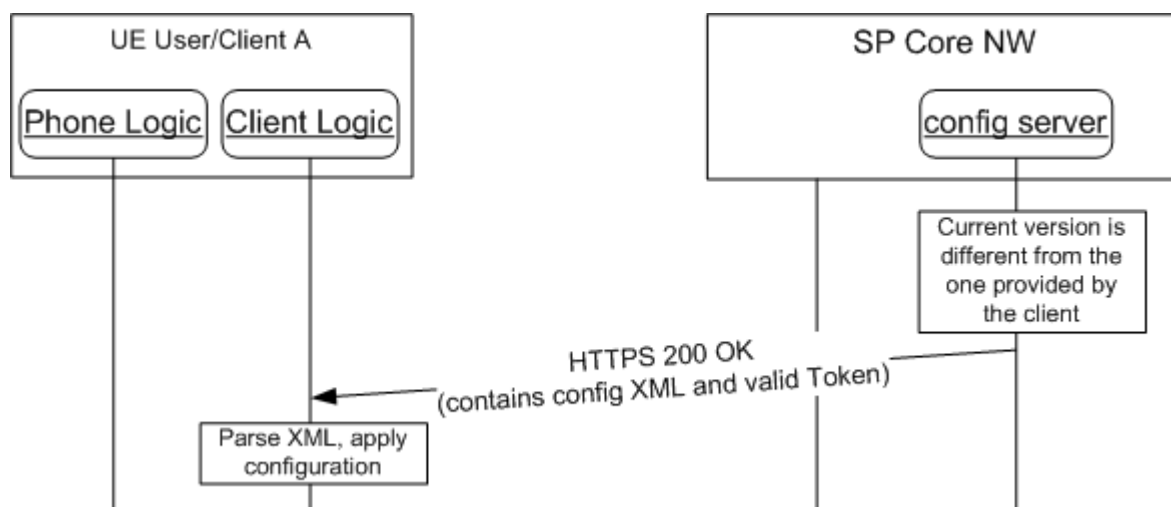 UE User/Client A
SP Core NW
Phone Logic
Client Logic
config server
Current version is
different from the
one provided by
the client
HTTPS 200 OK
(contains config XML and valid Token)
Parse XML, apply
configuration